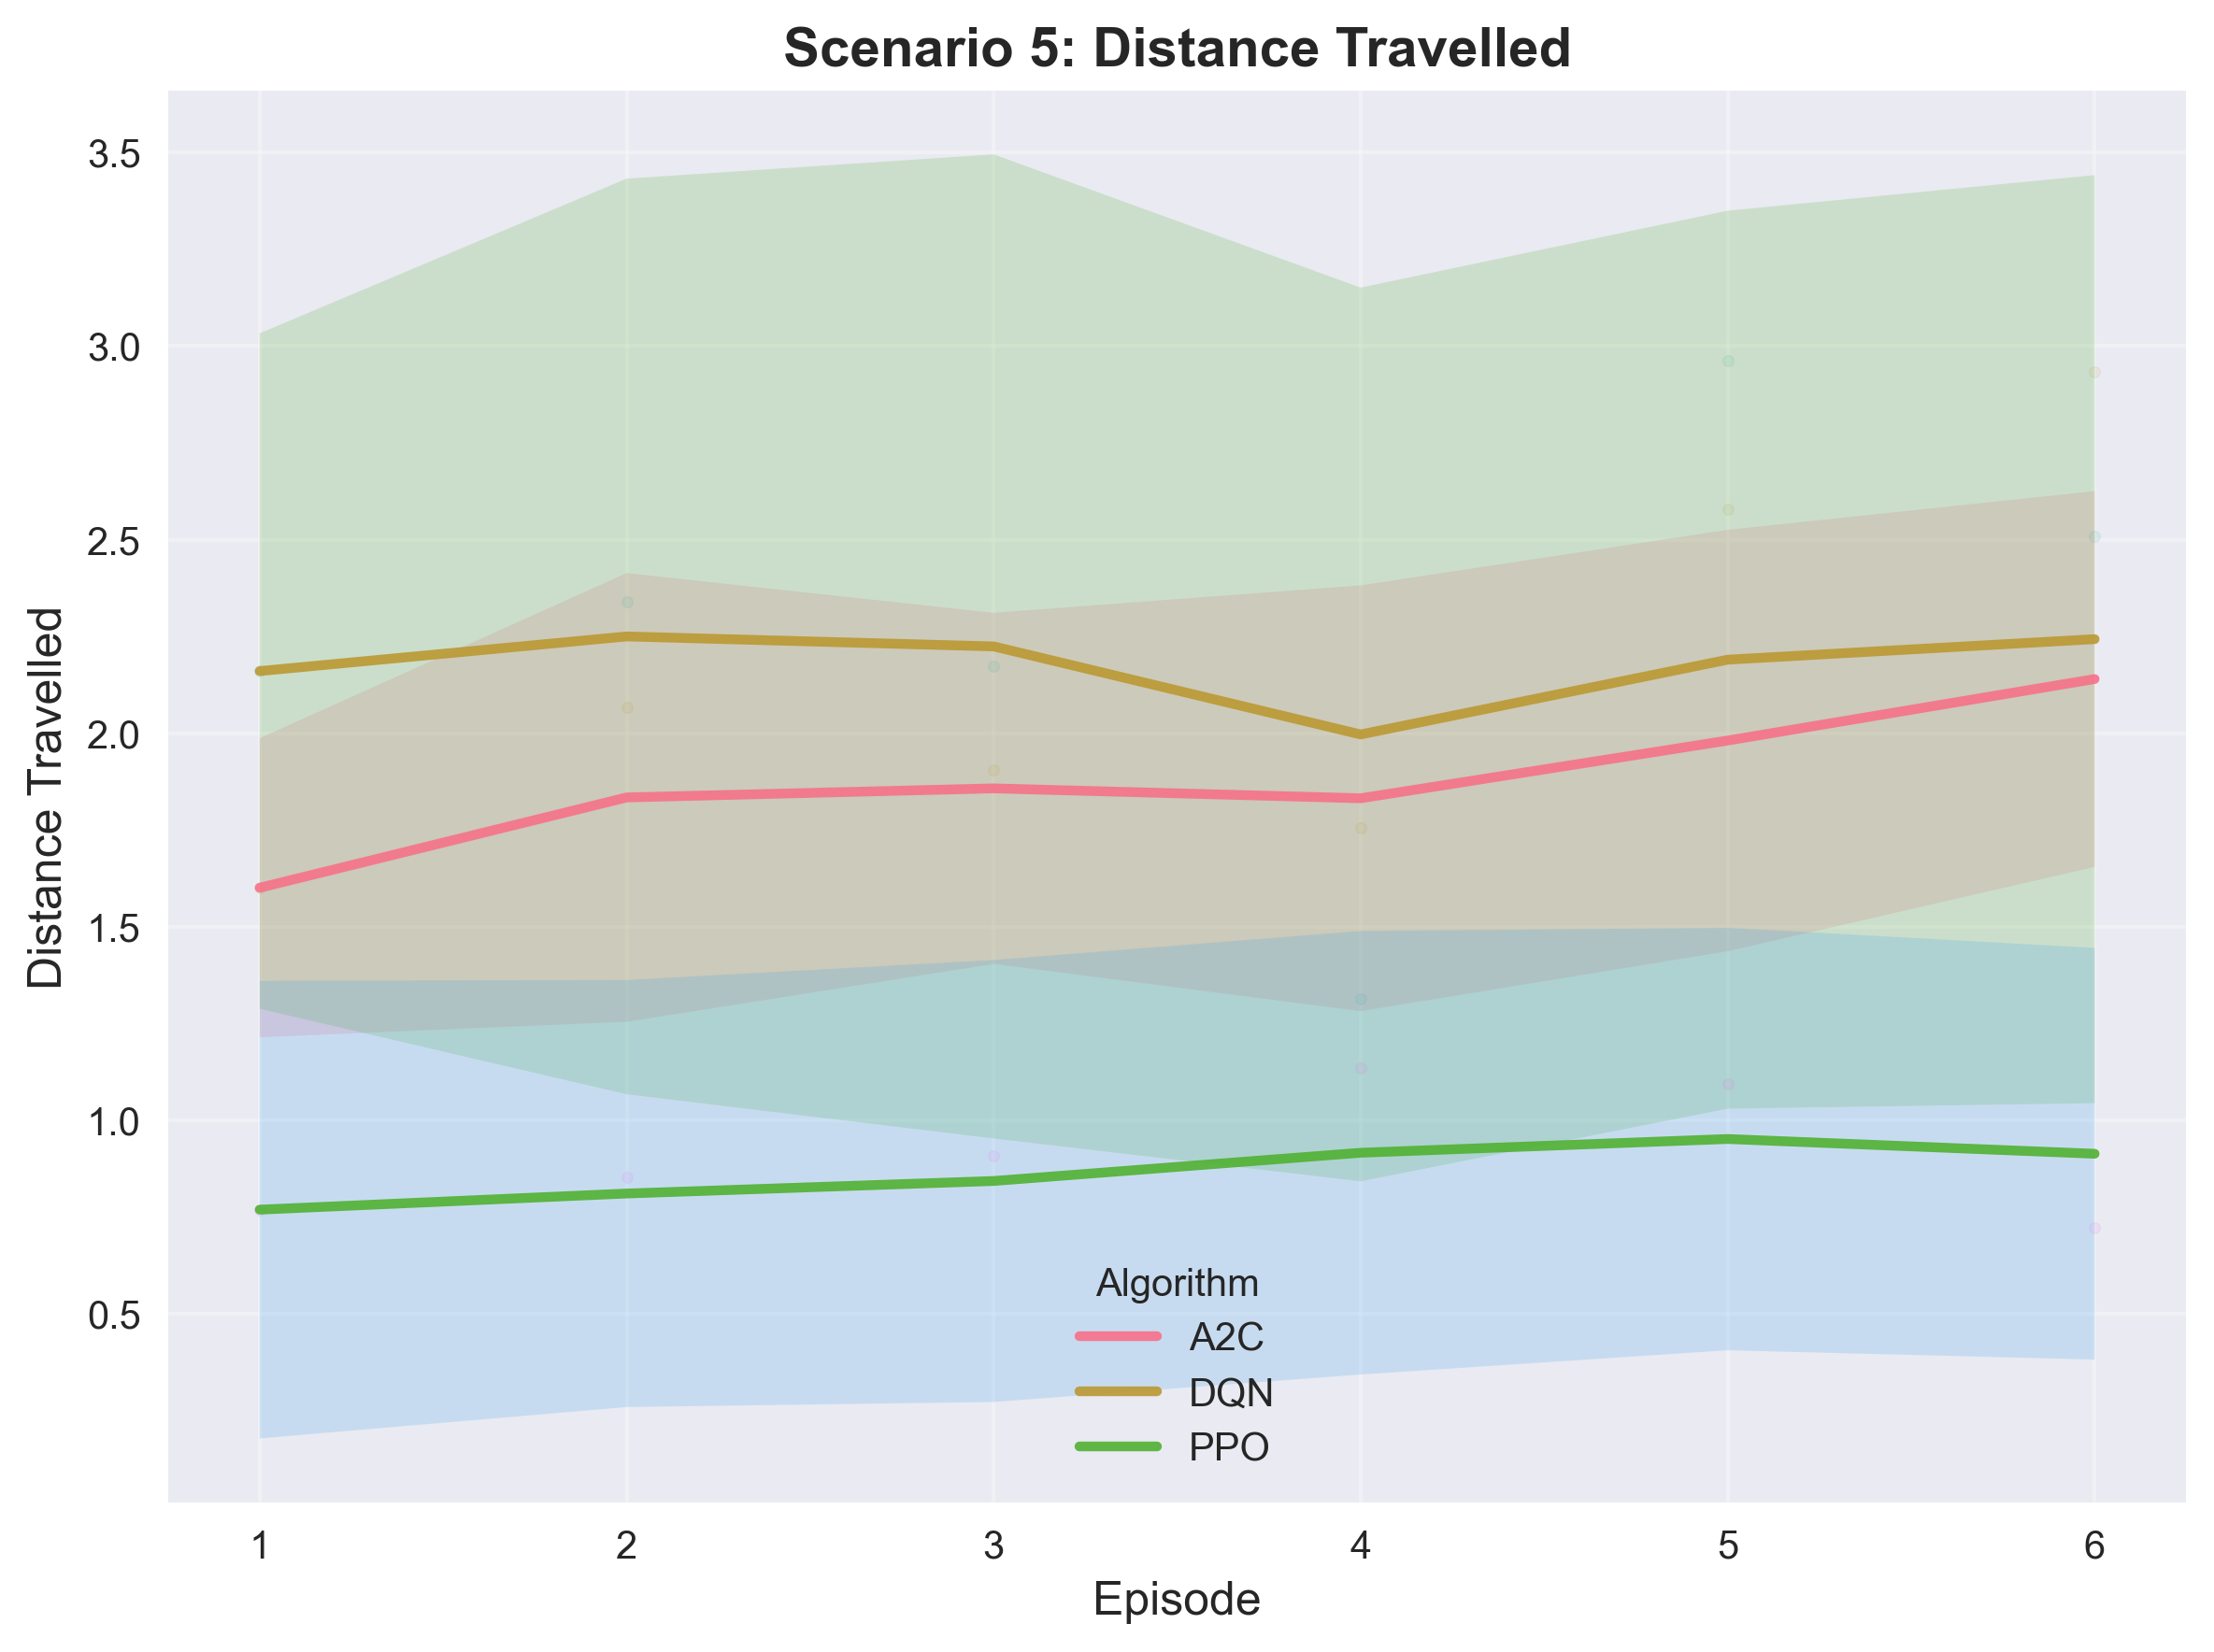 Scenario 5: Distance Travelled
Distance Travelled
3.5
3.0
2.5
2.0
1.5
1.0
0.5
Algorithm
A2C
DQN
PPO
1 2 3 4 5 6
Episode